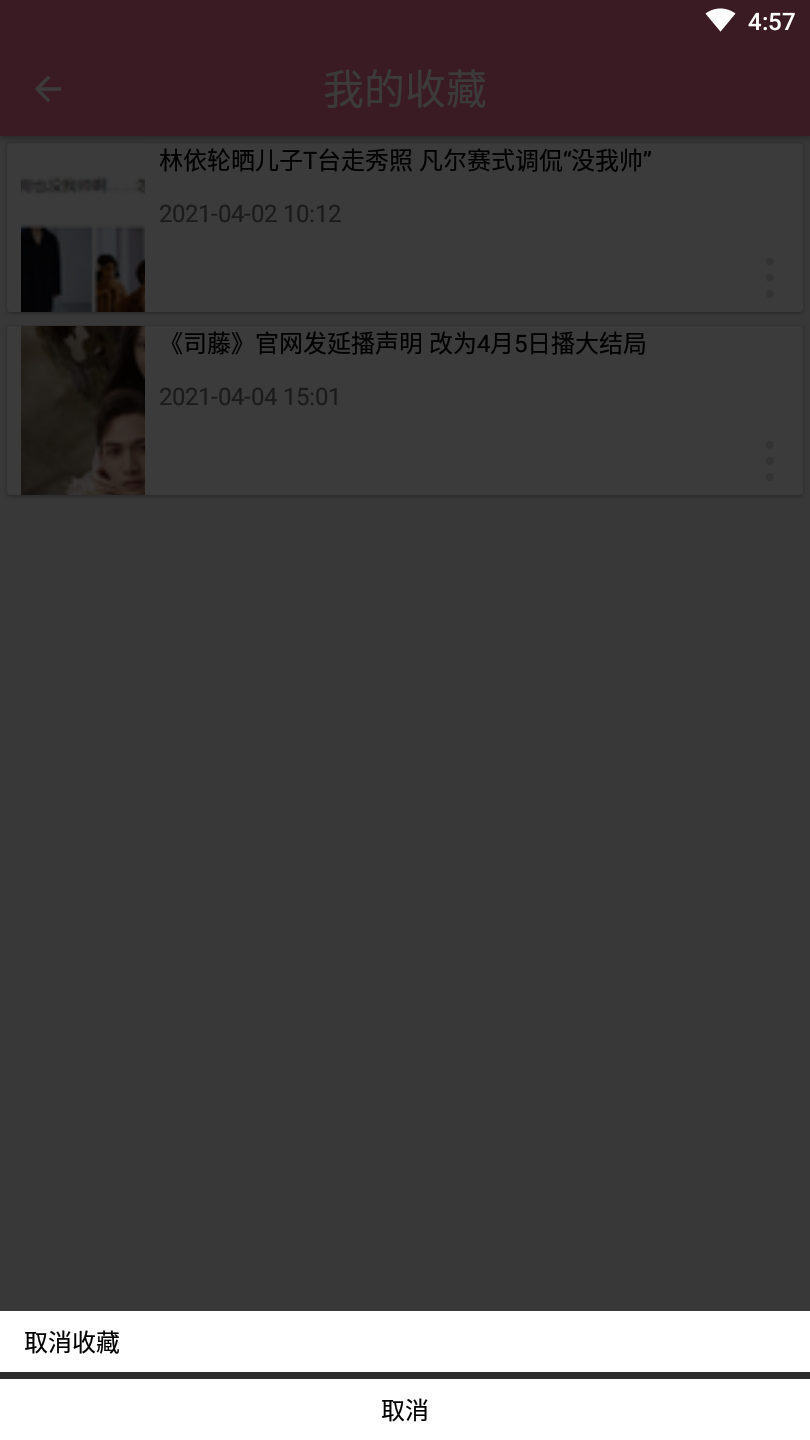 4:57
我的收藏
林依轮晒儿子T台走秀照 凡尔赛式调侃“没我帅”
2021-04-02 10:12
《司藤》官网发延播声明 改为4月5日播大结局
2021-04-04 15:01
取消收藏
取消